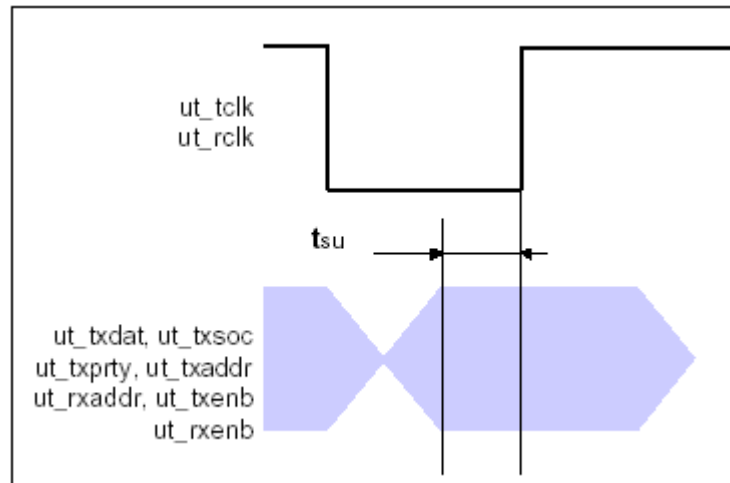 ut_tclk
ut_rclk
tsu
ut_txdat, ut_txsoc
ut_txprty, ut_txaddr
ut_rxaddr, ut_txenb
ut_rxenb